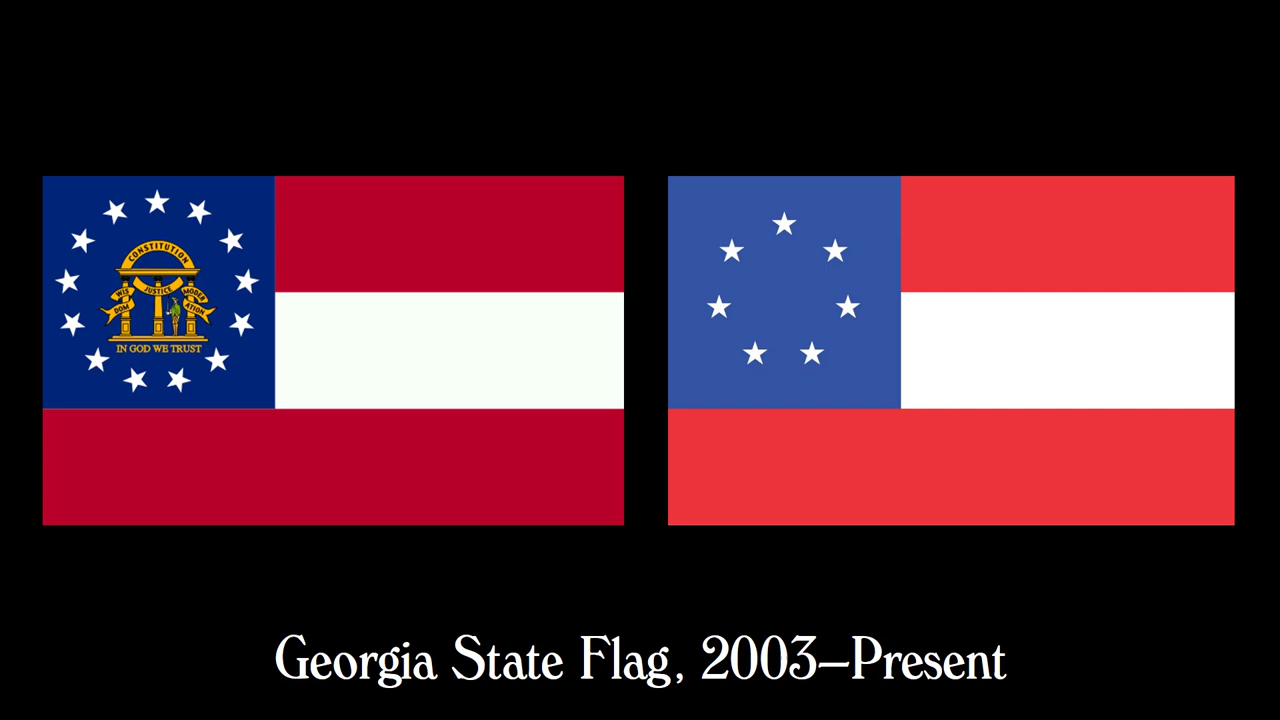 CONSTITUTION
WIS
DOM
JUSTICE
MODER
ATION
IN GOD WE TRUST
Georgia State Flag, 2003–Present